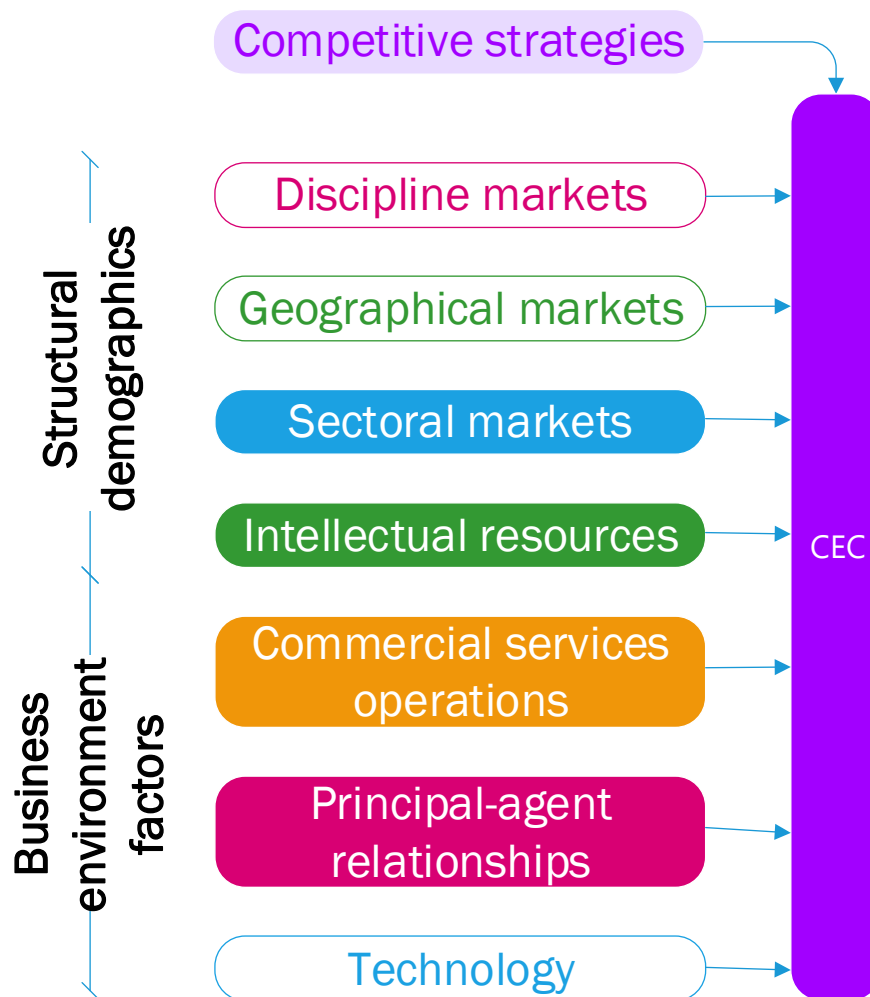 Competitive strategies
Structural
demographics
Discipline markets
Geographical markets
Sectoral markets
Intellectual resources
CEC
Business
environment
factors
Commercial services
operations
Principal-agent
relationships
Technology